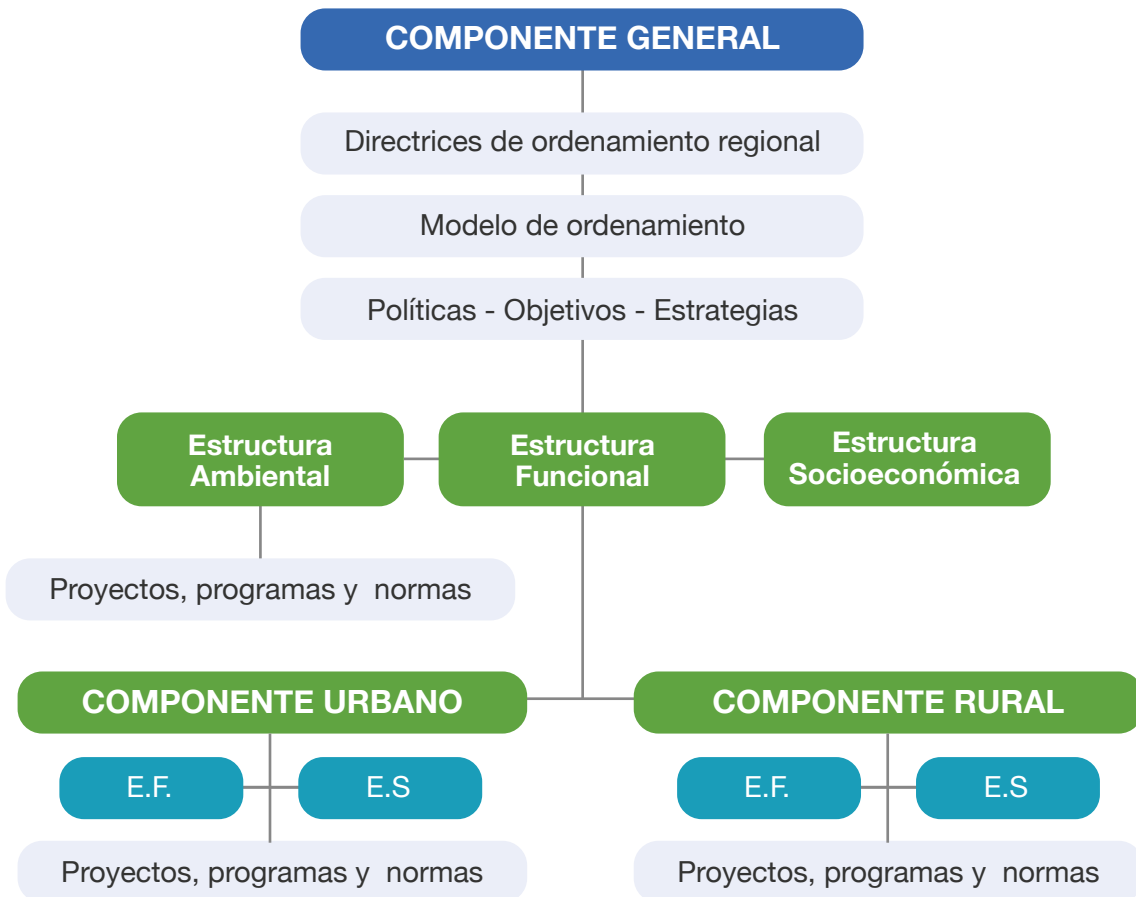 COMPONENTE GENERAL
Directrices de ordenamiento regional
Modelo de ordenamiento
Políticas - Objetivos - Estrategias
Estructura
Ambiental
Estructura
Funcional
Estructura
Socioeconómica
Proyectos, programas y  normas
COMPONENTE URBANO
COMPONENTE RURAL
E.F.
E.S
E.F.
E.S
Proyectos, programas y  normas
Proyectos, programas y  normas